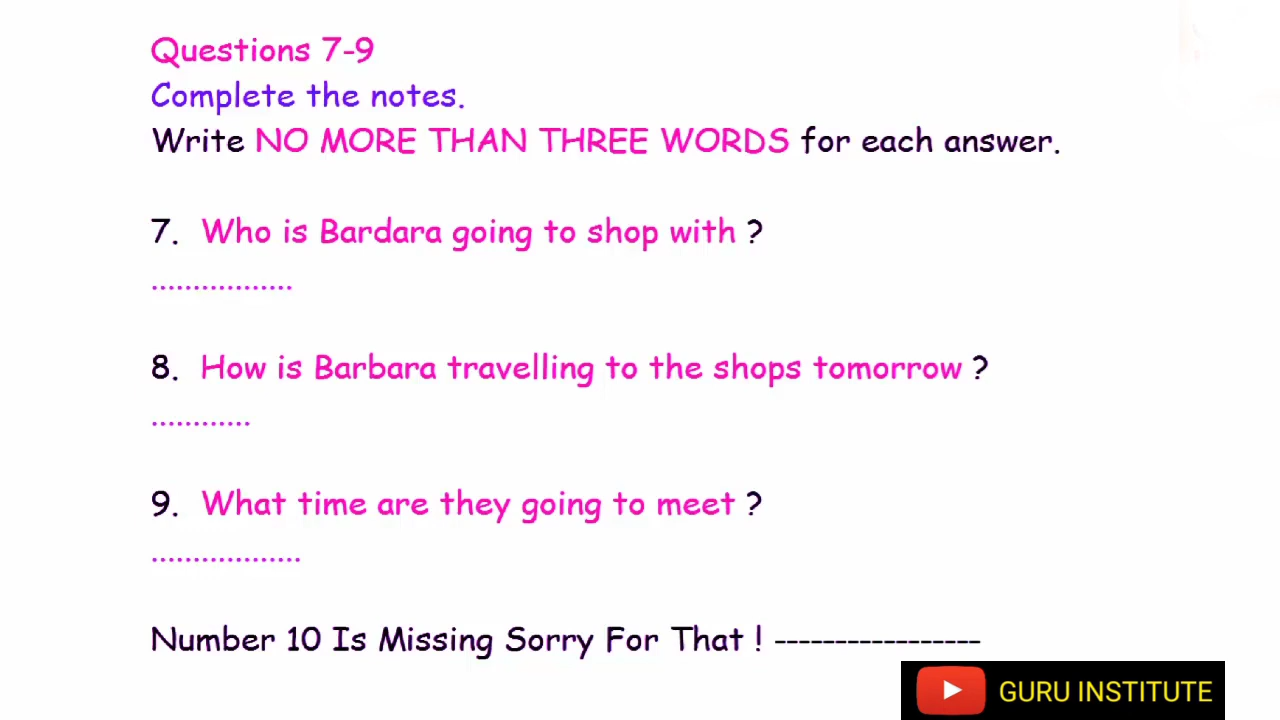 Questions 7-9
Complete the notes.
Write NO MORE THAN THREE WORDS for each answer.
7. Who is Bardara going to shop with ?
.................
8. How is Barbara travelling to the shops tomorrow ?
............
9. What time are they going to meet ?
..................
Number 10 Is Missing Sorry For That ! -----------------
GURU INSTITUTE